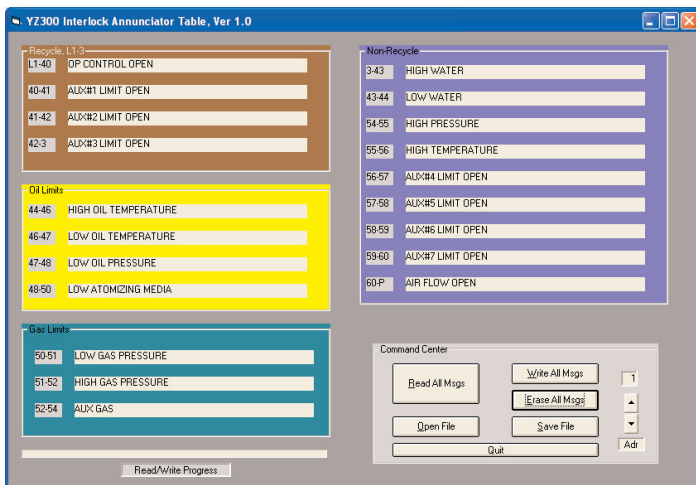 YZ300 Interlock Annunciator Table, Ver 1.0
Recycle, L1-3
L1-40 OP CONTROL OPEN
40-41 AUX#1 LIMIT OPEN
41-42 AUX#2 LIMIT OPEN
42-3 AUX#3 LIMIT OPEN
Oil Limits
44-46 HIGH OIL TEMPERATURE
46-47 LOW OIL TEMPERATURE
47-48 LOW OIL PRESSURE
48-50 LOW ATOMIZING MEDIA
Gas Limits
50-51 LOW GAS PRESSURE
51-52 HIGH GAS PRESSURE
52-54 AUX GAS
Read/Write Progress
Non-Recycle
3-43 HIGH WATER
43-44 LOW WATER
54-55 HIGH PRESSURE
55-56 HIGH TEMPERATURE
56-57 AUX#4 LIMIT OPEN
57-58 AUX#5 LIMIT OPEN
58-59 AUX#6 LIMIT OPEN
59-60 AUX#7 LIMIT OPEN
60-P AIR FLOW OPEN
Command Center
Read All Msgs
Write All Msgs
1
Erase All Msgs
Open File
Save File
Adr
Quit